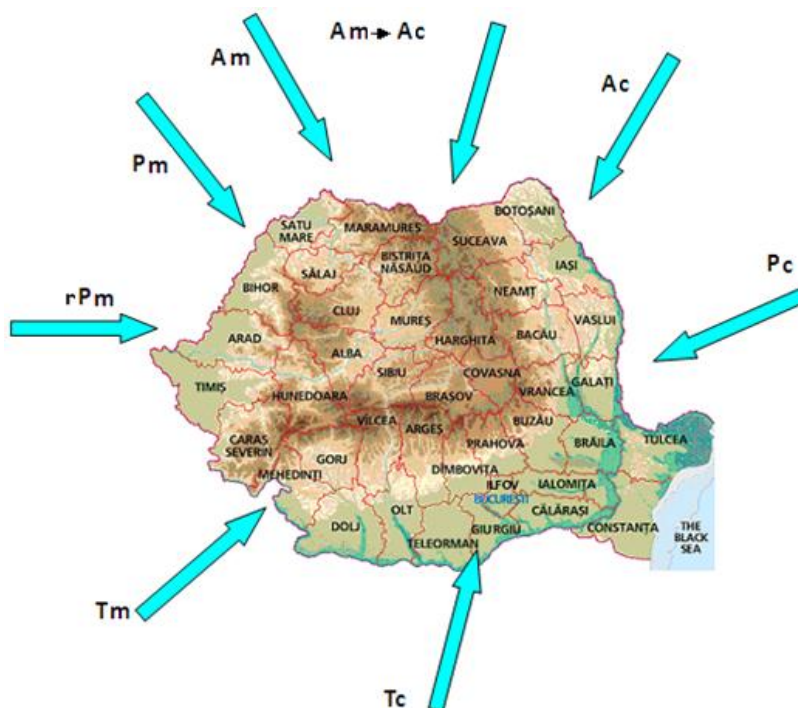 Am→Ac
Am
Ac
Pm
BOTOȘANI
SATU
MARE
MARAMUREȘ
SUCEAVA
BISTRIȚA
NĂSĂUD
IAȘI
Pc
SĂLAJ
BIHOR
NEAMȚ
rPm
CLUJ
MUREȘ
VASLUI
BACĂU
ARAD
HARGHITA
ALBA
SIBIU
COVASNA
TIMIȘ
HUNEDOARA
BRAȘOV
VRANCEA
GALAȚI
VÎLCEA
ARGEȘ
BUZĂU
CARAS
SEVERIN
PRAHOVA
BRĂILA
TULCEA
GORJ
DÎMBOVIȚA
MEHEDINȚI
ILFOV
IALOMIȚA
BUCUREȘTI
OLT
CĂLĂRAȘI
DOLJ
GIURGIU
CONSTANȚA
THE
BLACK
SEA
TELEORMAN
Tm
Tc